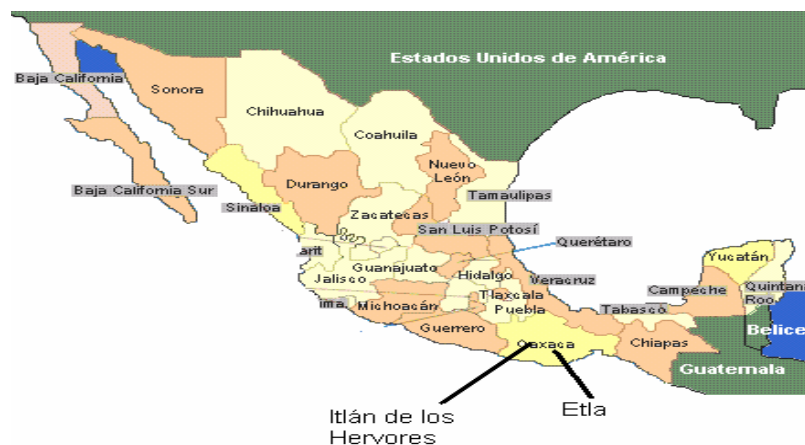 Estados Unidos de América
Baja California
Sonora
Chihuahua
Coahuila
Nuevo
León
Durango
Baja California Sur
Sinaloa
Tamaulipas
Zacatecas
San Luis Potosí
Querétaro
arit
Guanajuato
Hidalgo
Yucatán
Jalisco
Veracruz
Campeche
Quintana
Roo
Tlaxcala
ima.
Michoacán
Puebla
Tabasco
Belice
Guerrero
Oaxaca
Chiapas
Guatemala
Itlán de los
Hervores
Etla